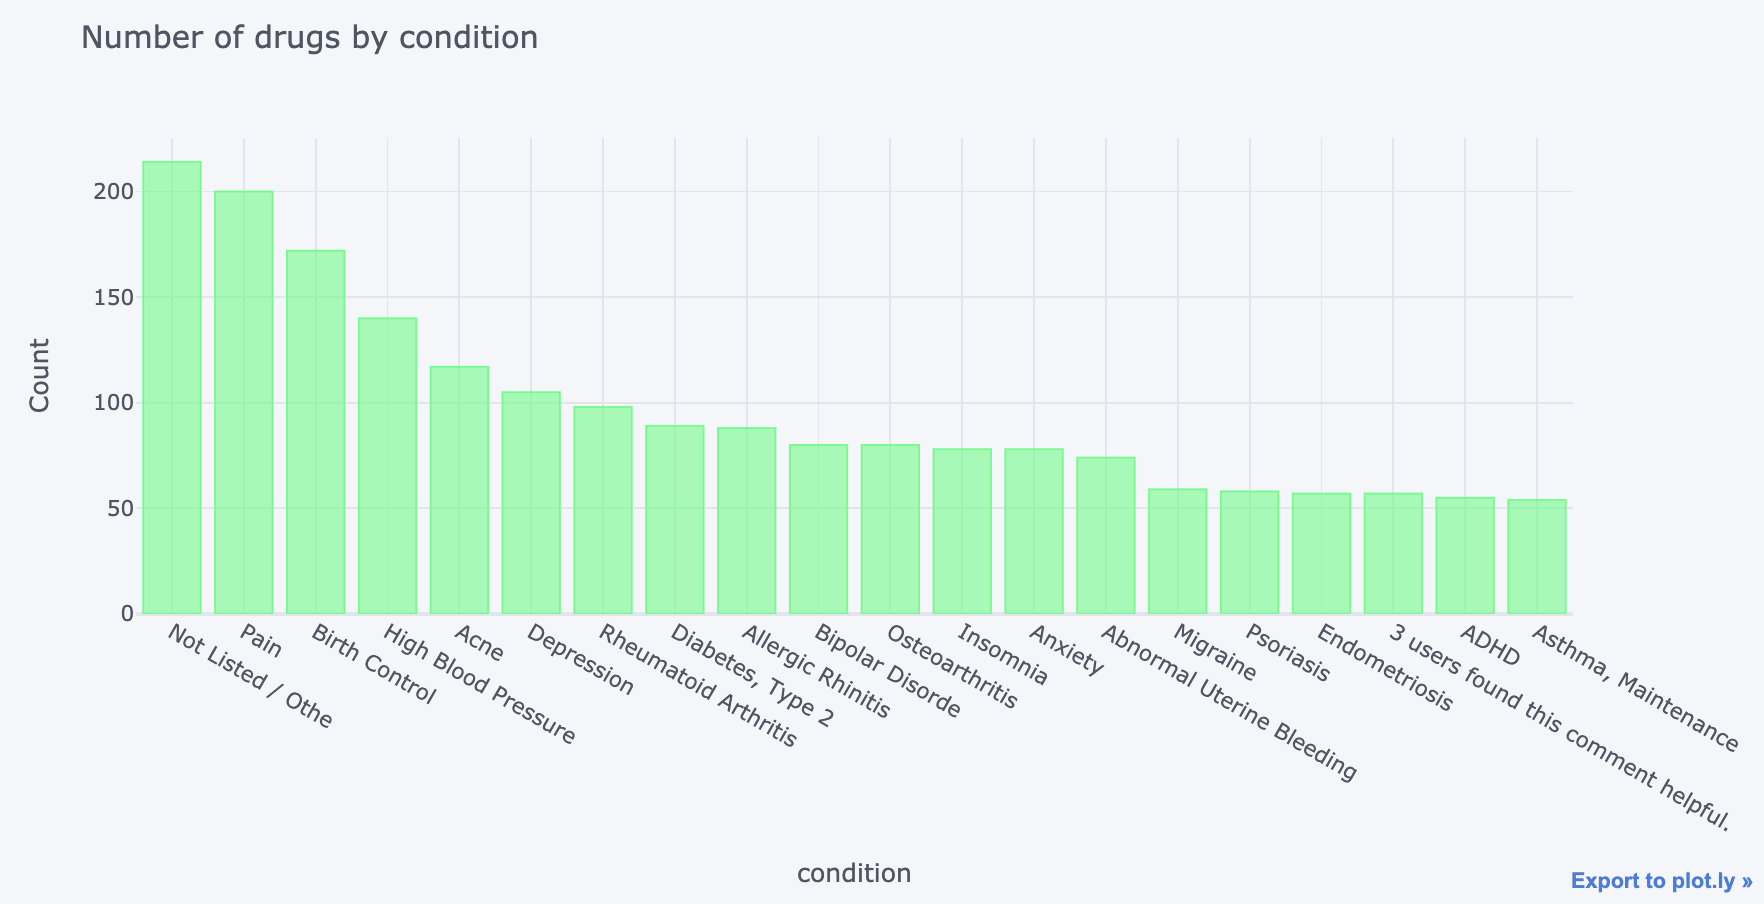 Number of drugs by condition
Count
200
150
100
50
0
Not Listed / Othe
Pain
Birth Control
High Blood Pressure
Acne
Depression
Rheumatoid Arthritis
Diabetes, Type 2
Allergic Rhinitis
Bipolar Disorde
Osteoarthritis
Insomnia
Anxiety
Abnormal Uterine Bleeding
Migraine
Psoriasis
Endometriosis
3 users found this comment helpful.
ADHD
Asthma, Maintenance
condition
Export to plot.ly »